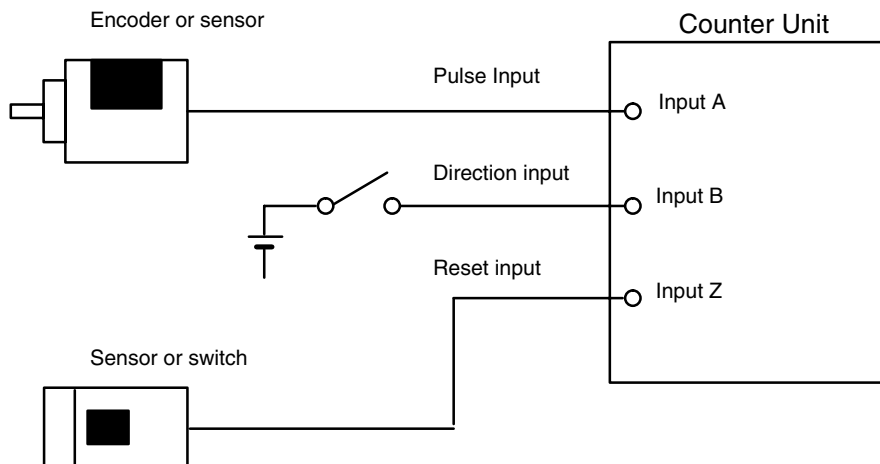 Encoder or sensor
Counter Unit
Pulse Input
Input A
Direction input
Input B
Reset input
Input Z
Sensor or switch